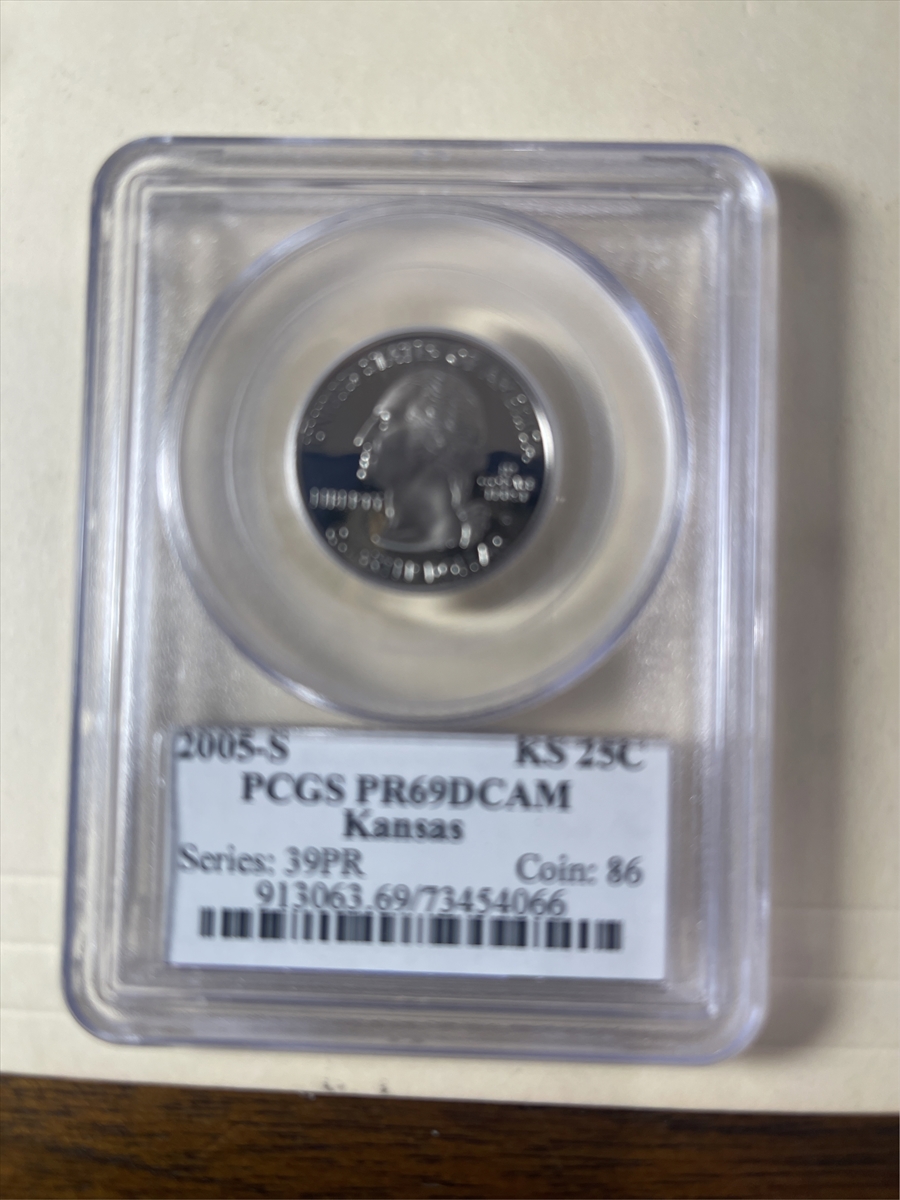 2005-S KS 25C
PCGS PR69DCAM
Kansas
Series: 39PR Coin: 86
913063.69/73454066